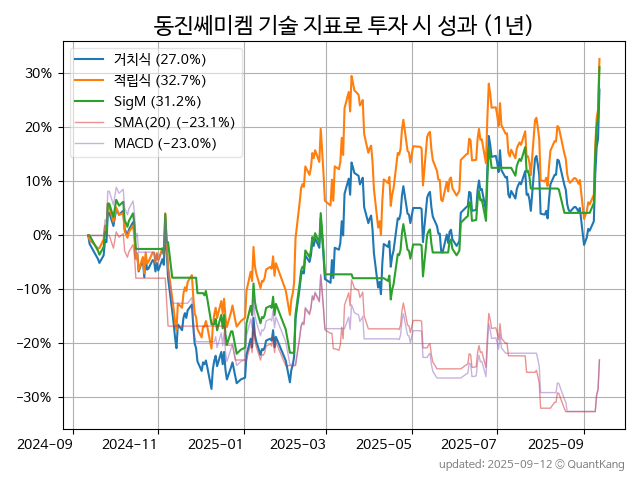 동진쎄미켐 기술 지표로 투자 시 성과 (1년)
거치식 (27.0%)
적립식 (32.7%)
SigM (31.2%)
SMA(20) (−23.1%)
MACD (−23.0%)
30%
20%
10%
0%
−10%
−20%
−30%
2024-09 2024-11 2025-01 2025-03 2025-05 2025-07 2025-09
updated: 2025-09-12 ⓒ QuantKang